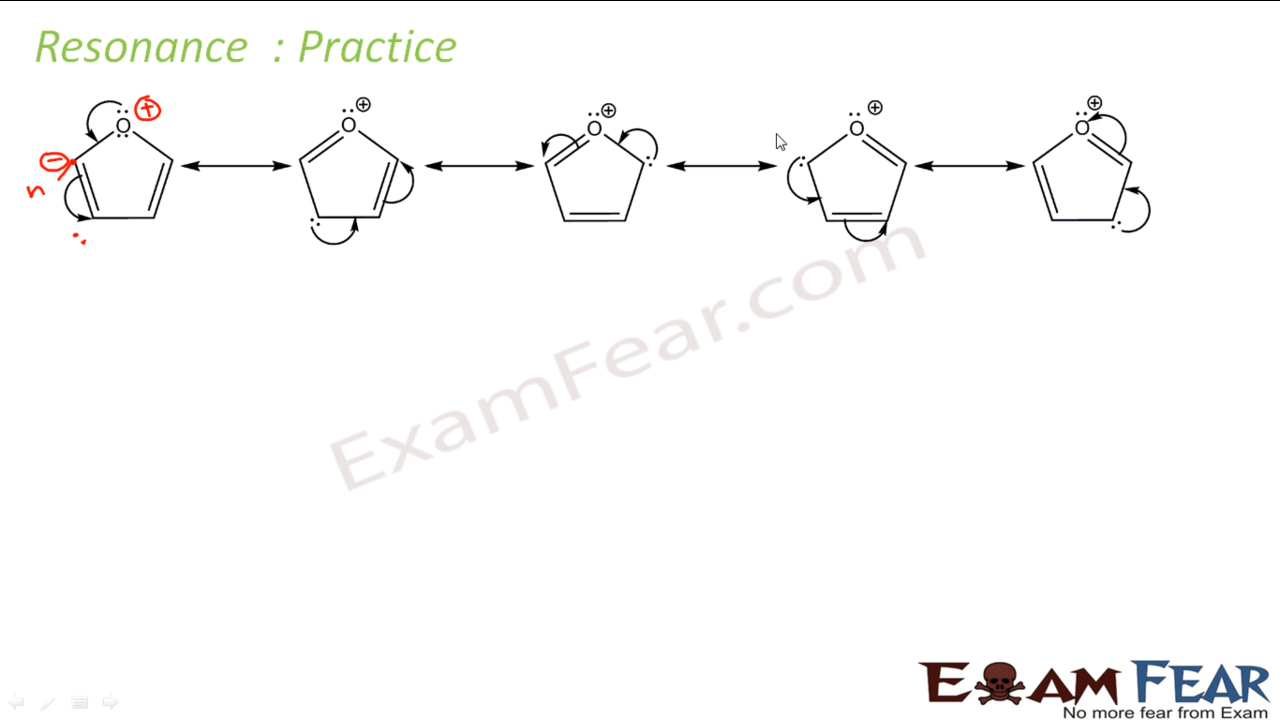 Resonance : Practice
O ⊕ ⊖ n
O ⊕
O ⊕
O ⊕
O ⊕
ExamFear.com
EXAM FEAR
No more fear from Exam